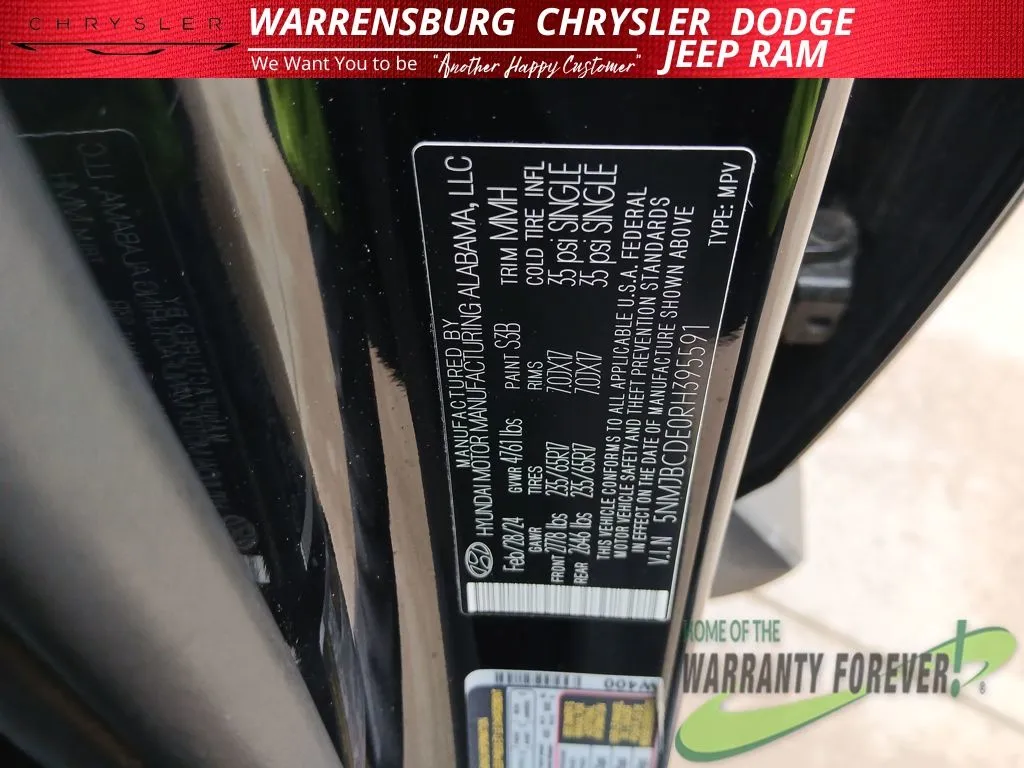 CHRYSLER
WARRENSBURG CHRYSLER DODGE
JEEP RAM
We Want You to be "Another Happy Customer"
MANUFACTURED BY
HYUNDAI MOTOR MANUFACTURING ALABAMA, LLC
Feb/28/24 GVWR 4761 lbs PAINT S3B TRIM MMH
GAWR TIRES RIMS COLD TIRE INFL
FRONT 2778 lbs 235/65R17 7.0JX17 35 psi SINGLE
REAR 2646 lbs 235/65R17 7.0JX17 35 psi SINGLE
THIS VEHICLE CONFORMS TO ALL APPLICABLE U.S.A. FEDERAL
MOTOR VEHICLE SAFETY AND THEFT PREVENTION STANDARDS
IN EFFECT ON THE DATE OF MANUFACTURE SHOWN ABOVE
V.I.N 5NMJBCDE0RH395591
TYPE: MPV
W400
HOME OF THE
WARRANTY FOREVER!®